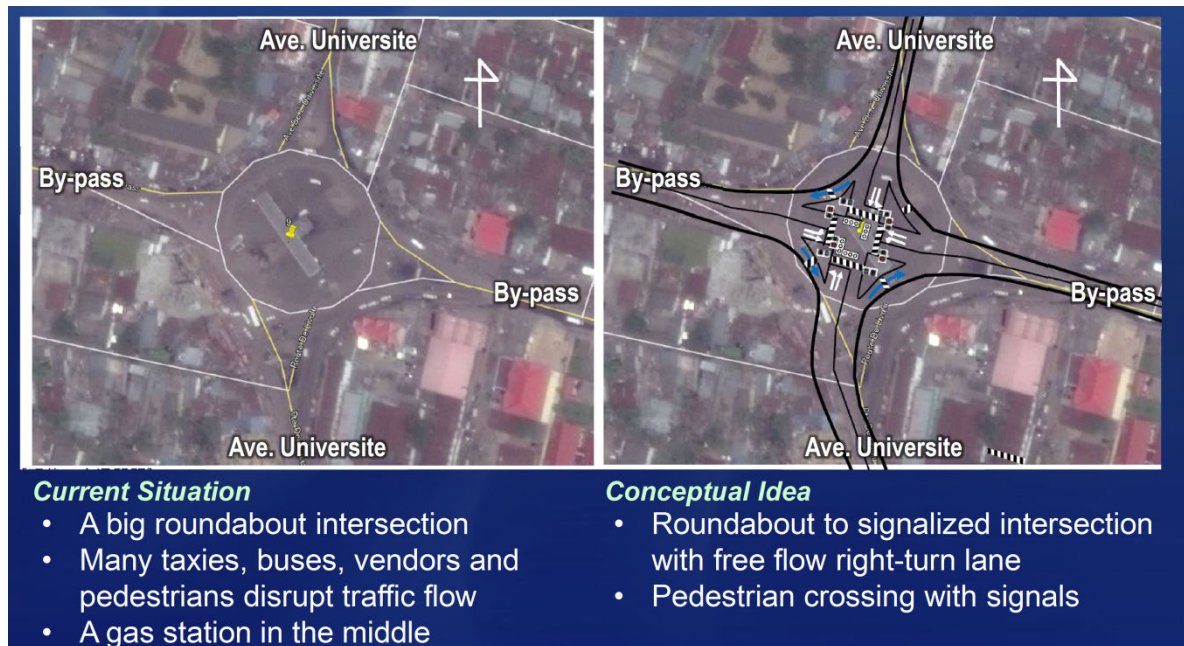 Ave. Universite
By-pass
By-pass
Ave. Universite
Ave. Universite
By-pass
By-pass
Ave. Universite
Current Situation
• A big roundabout intersection
• Many taxies, buses, vendors and
pedestrians disrupt traffic flow
• A gas station in the middle
Conceptual Idea
• Roundabout to signalized intersection
with free flow right-turn lane
• Pedestrian crossing with signals